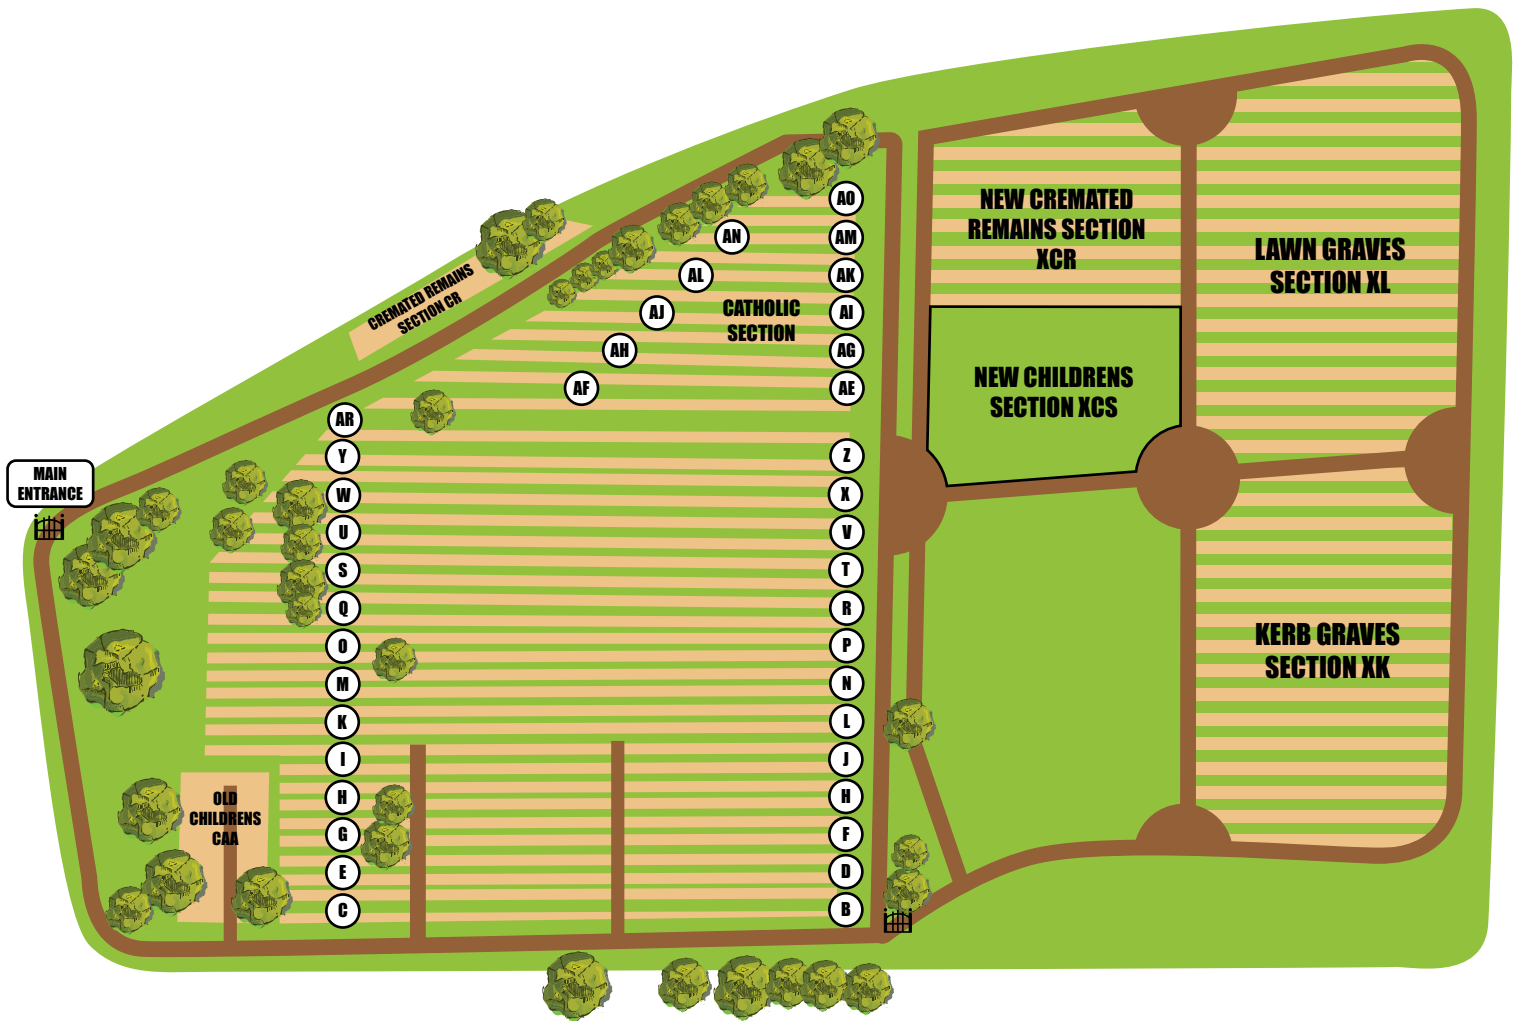 NEW CREMATED
REMAINS SECTION
XCR
LAWN GRAVES
SECTION XL
NEW CHILDRENS
SECTION XCS
KERB GRAVES
SECTION XK
CREMATED REMAINS
SECTION CR
CATHOLIC
SECTION
MAIN
ENTRANCE
OLD
CHILDRENS
CAA
AO
AN AM
AL AK
AJ AI
AH AG
AF AE
AR
Y Z
W X
U V
S T
Q R
O P
M N
K L
I J
H H
G F
E D
C B